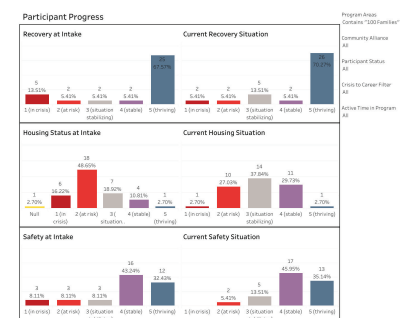 Participant Progress
Program Areas
Contains "100 Families"
Community Alliance
All
Participant Status
All
Crisis to Career Filter
All
Active Time in Program
All
Recovery at Intake
5
13.51%
2
5.41%
2
5.41%
2
5.41%
25
67.57%
1 (in crisis) 2 (at risk) 3 (situation stabilizing) 4 (stable) 5 (thriving)
Current Recovery Situation
2
5.41%
2
5.41%
5
13.51%
2
5.41%
26
70.27%
1 (in crisis) 2 (at risk) 3 (situation stabilizing) 4 (stable) 5 (thriving)
Housing Status at Intake
1
2.70%
6
16.22%
18
48.65%
7
18.92%
4
10.81%
1
2.70%
Null 1 (in crisis) 2 (at risk) 3 ( situation.. 4 (stable) 5 (thriving)
Current Housing Situation
1
2.70%
10
27.03%
14
37.84%
11
29.73%
1
2.70%
1 (in crisis) 2 (at risk) 3 (situation stabilizing) 4 (stable) 5 (thriving)
Safety at Intake
3
8.11%
3
8.11%
3
8.11%
16
43.24%
12
32.43%
1 (in crisis) 2 (at risk) 3 (situation 4 (stable) 5 (thriving)
Current Safety Situation
2
5.41%
5
13.51%
17
45.95%
13
35.14%
2 (at risk) 3 (situation 4 (stable) 5 (thriving)